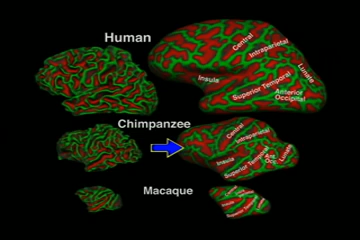 Human
Central
Intraparietal
Lunate
Insula
Superior Temporal
Anterior
Occipital
Chimpanzee
Central
Intraparietal
Insula
Superior Temporal
Lunate
Macaque